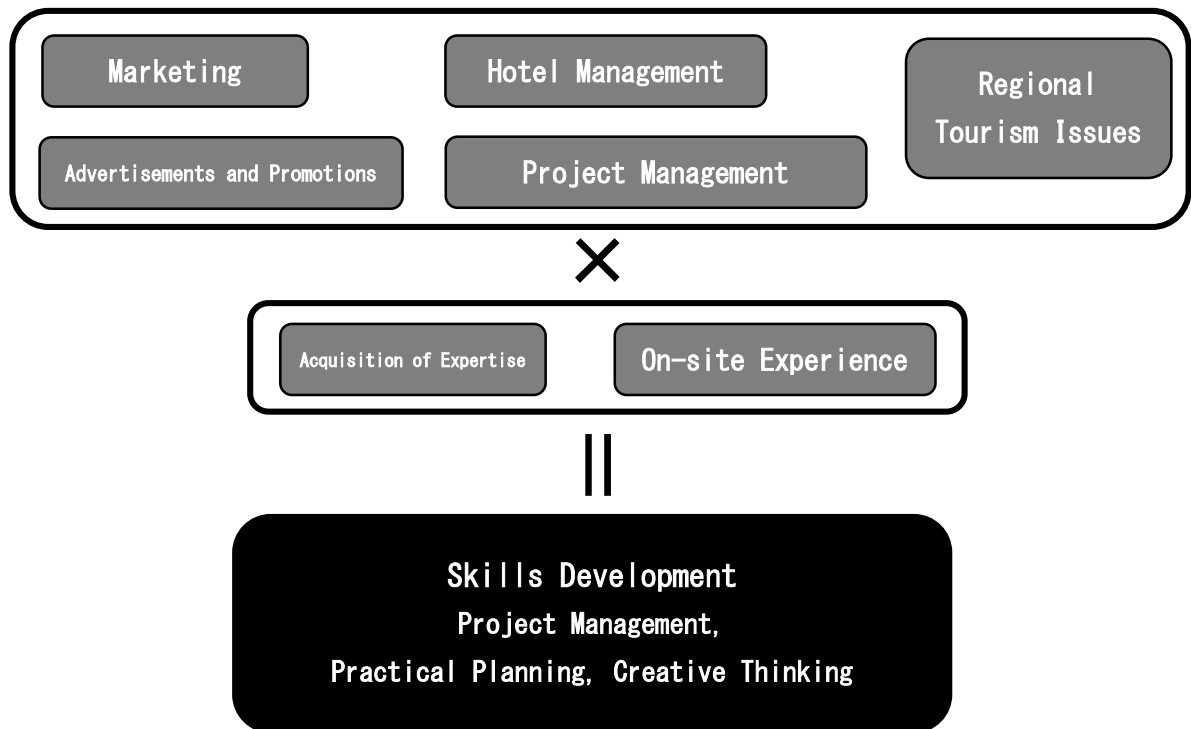 Marketing
Hotel Management
Regional
Tourism Issues
Advertisements and Promotions
Project Management
×
Acquisition of Expertise
On-site Experience
Skills Development
Project Management,
Practical Planning, Creative Thinking